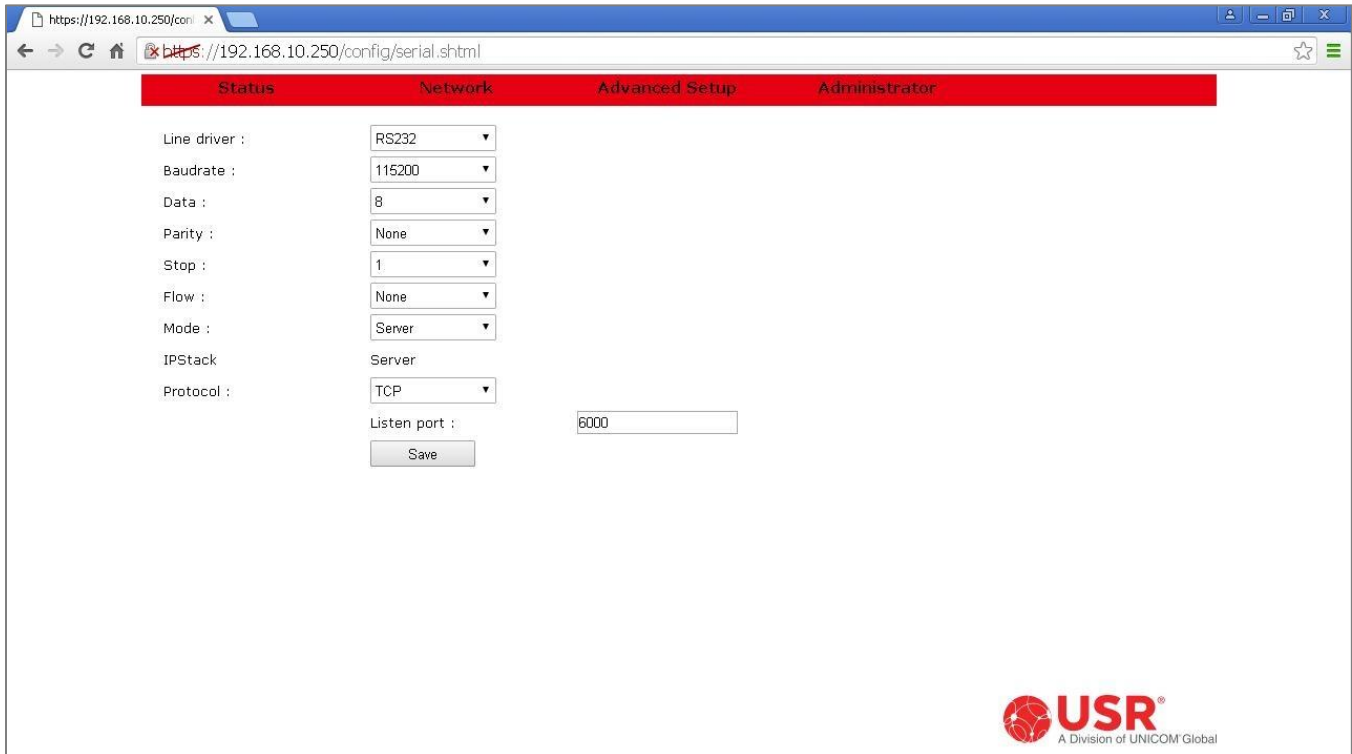 https://192.168.10.250/con
https://192.168.10.250/config/serial.shtml
Status Network Advanced Setup Administrator
Line driver : RS232
Baudrate : 115200
Data : 8
Parity : None
Stop : 1
Flow : None
Mode : Server
IPStack Server
Protocol : TCP
Listen port : 6000
Save
USR®
A Division of UNICOM Global